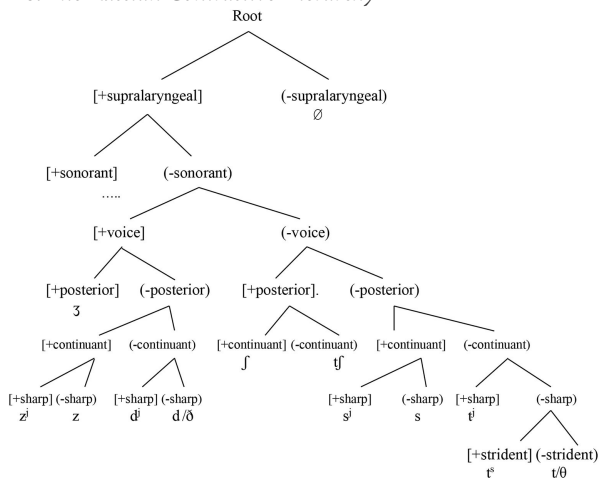 Root
[+supralaryngeal] (-supralaryngeal)
∅
[+sonorant] (-sonorant)
.....
[+voice] (-voice)
[+posterior] (-posterior) [+posterior]. (-posterior)
ʒ
[+continuant] (-continuant) [+continuant] (-continuant) [+continuant] (-continuant)
ʃ tʃ
[+sharp] (-sharp) [+sharp] (-sharp) [+sharp] (-sharp) [+sharp] (-sharp)
zʲ z dʲ d/ð sʲ s tʲ
[+strident] (-strident)
tˢ t/θ